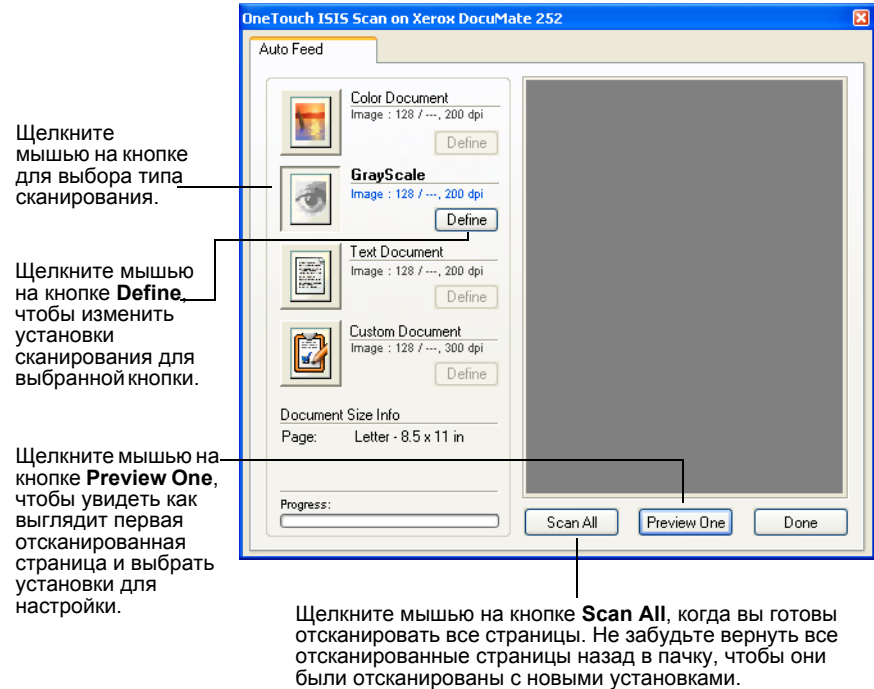 OneTouch ISIS Scan on Xerox DocuMate 252
Auto Feed
Щелкните
мышью на кнопке
для выбора типа
сканирования.
Color Document
Image : 128 / ---, 200 dpi
Define
GrayScale
Image : 128 / ---, 200 dpi
Define
Щелкните мышью
на кнопке Define,
чтобы изменить
установки
сканирования для
выбранной кнопки.
Text Document
Image : 128 / ---, 200 dpi
Define
Custom Document
Image : 128 / ---, 300 dpi
Define
Document Size Info
Page: Letter - 8.5 x 11 in
Щелкните мышью на
кнопке Preview One,
чтобы увидеть как
выглядит первая
отсканированная
страница и выбрать
установки для
настройки.
Progress:
Scan All Preview One Done
Щелкните мышью на кнопке Scan All, когда вы готовы
отсканировать все страницы. Не забудьте вернуть все
отсканированные страницы назад в пачку, чтобы они
были отсканированы с новыми установками.